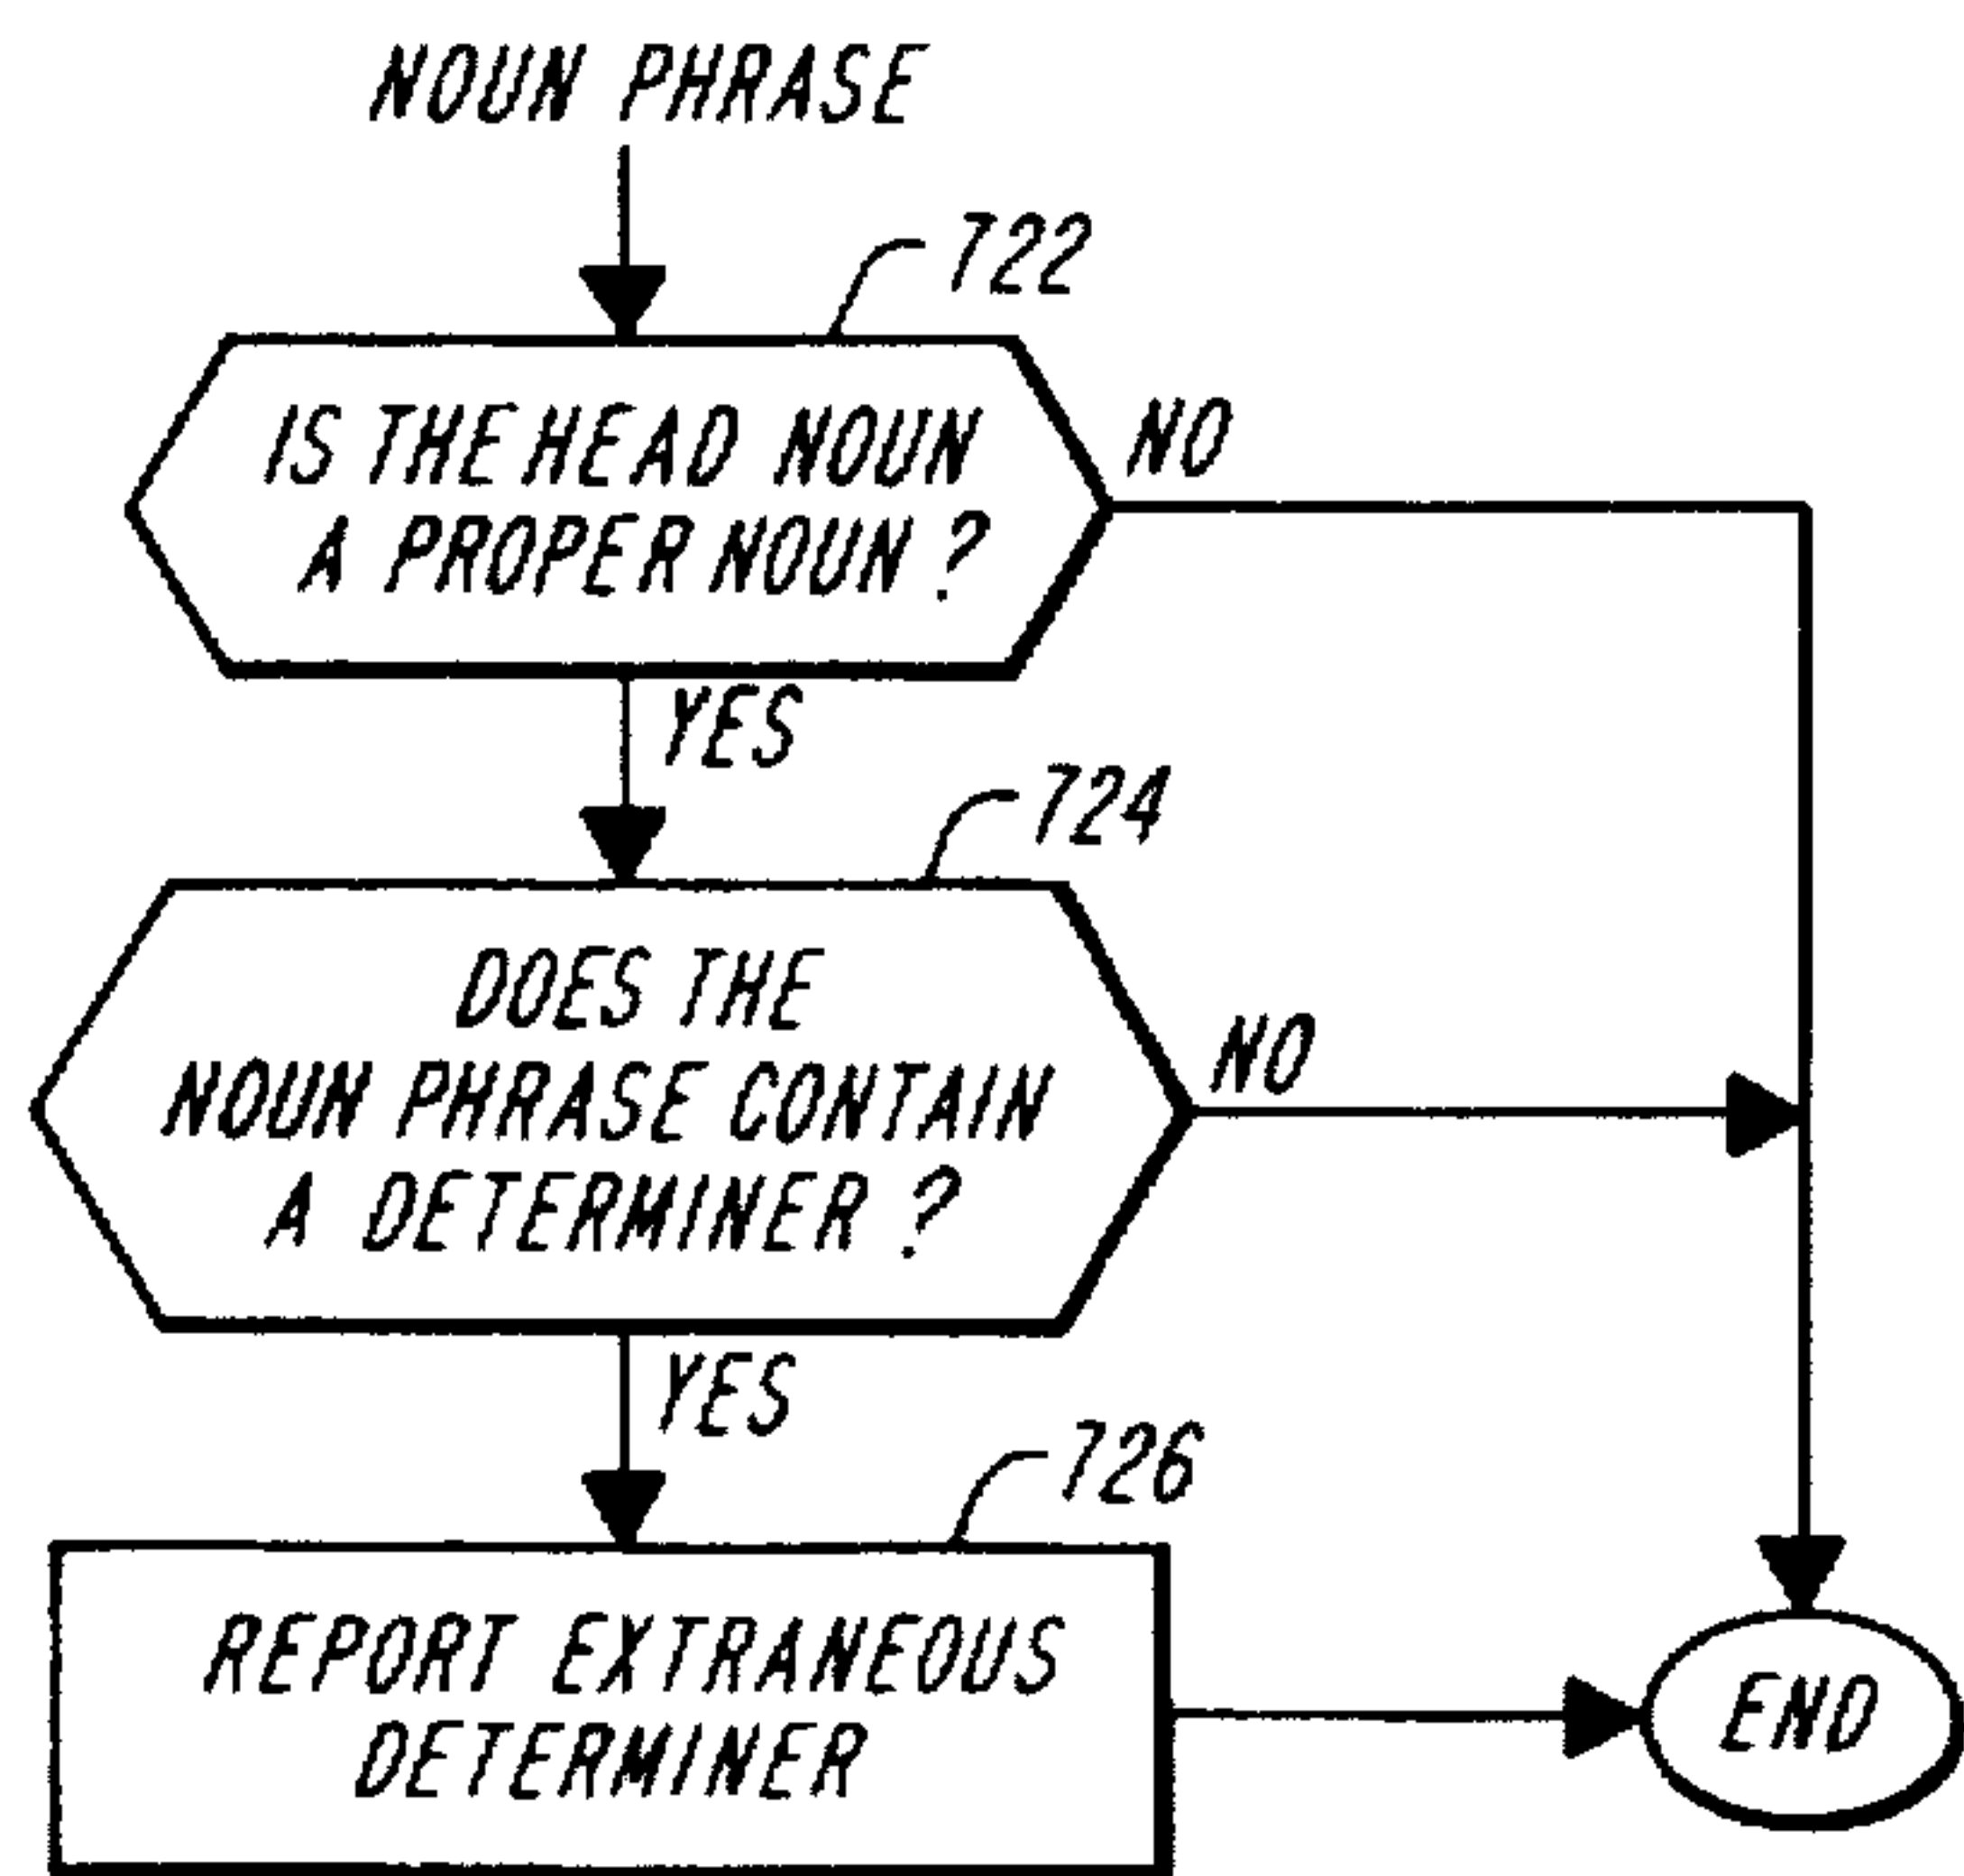 NOUN PHRASE
722
IS THE HEAD NOUN
A PROPER NOUN ?
NO
YES
724
DOES THE
NOUN PHRASE CONTAIN
A DETERMINER ?
NO
YES
726
REPORT EXTRANEOUS
DETERMINER
END